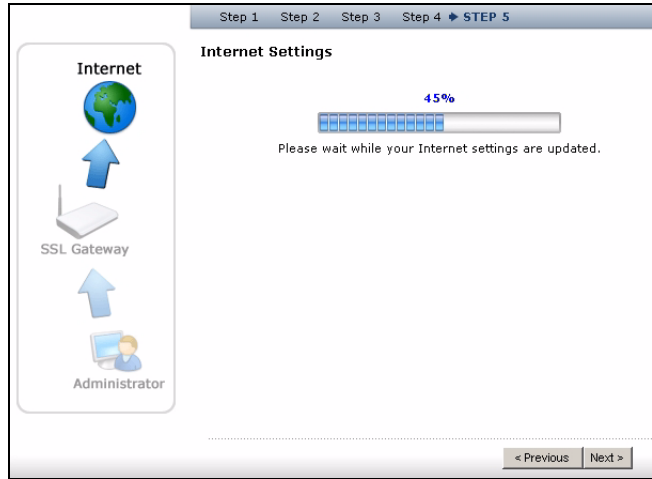 Step 1 Step 2 Step 3 Step 4 STEP 5
Internet Settings
Internet
45%
Please wait while your Internet settings are updated.
SSL Gateway
Administrator
« Previous Next »